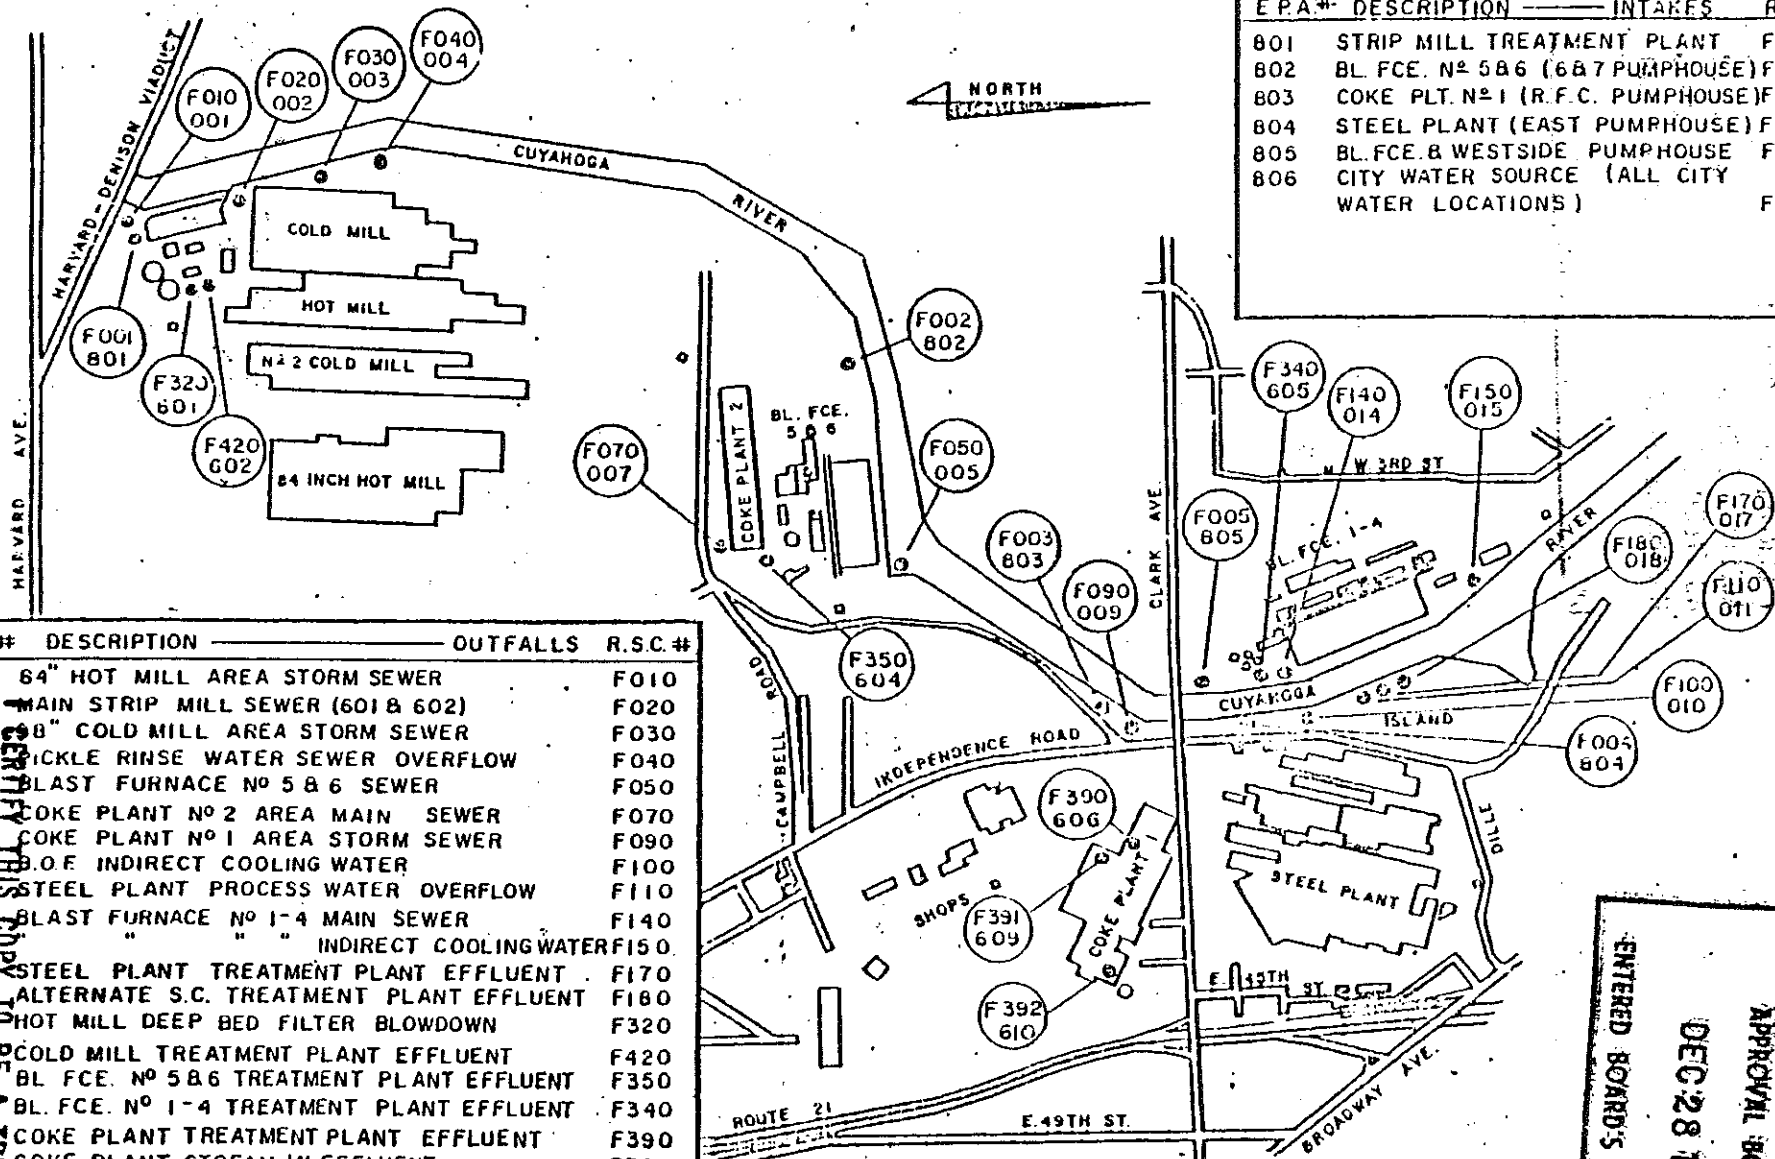 E.P.A.# DESCRIPTION INTAKES R
801 STRIP MILL TREATMENT PLANT F
802 BL. FCE. Nº 5&6 (6&7 PUMPHOUSE) F
803 COKE PLT. Nº 1 (R.F.C. PUMPHOUSE) F
804 STEEL PLANT (EAST PUMPHOUSE) F
805 BL. FCE. & WESTSIDE PUMPHOUSE F
806 CITY WATER SOURCE (ALL CITY
WATER LOCATIONS) F
NORTH
HARVARD-DENISON VIADUCT
HARVARD AVE.
F010
001
F020
002
F030
003
F040
004
CUYAHOGA
RIVER
COLD MILL
HOT MILL
Nº 2 COLD MILL
84 INCH HOT MILL
F001
801
F320
601
F420
602
F002
802
F070
007
COKE PLANT 2
BL. FCE.
5 & 6
F050
005
F003
803
F090
009
F350
604
CLARK AVE.
F005
805
F340
605
F140
014
F150
015
W. 3RD ST
BL. FCE. 1-4
RIVER
F180
018
F170
017
F110
011
F100
010
F004
804
CUYAHOGA
ISLAND
INDEPENDENCE ROAD
CAMPBELL ROAD
F390
606
F391
609
F392
610
SHOPS
COKE PLANT 1
STEEL PLANT
DILLE
E. 45TH ST.
ROUTE 21
E. 49TH ST.
BROADWAY AVE.
# DESCRIPTION OUTFALLS R.S.C.#
84" HOT MILL AREA STORM SEWER F010
MAIN STRIP MILL SEWER (601 & 602) F020
98" COLD MILL AREA STORM SEWER F030
PICKLE RINSE WATER SEWER OVERFLOW F040
BLAST FURNACE Nº 5 & 6 SEWER F050
COKE PLANT Nº 2 AREA MAIN SEWER F070
COKE PLANT Nº 1 AREA STORM SEWER F090
B.O.F. INDIRECT COOLING WATER F100
STEEL PLANT PROCESS WATER OVERFLOW F110
BLAST FURNACE Nº 1-4 MAIN SEWER F140
" " " INDIRECT COOLING WATER F150
STEEL PLANT TREATMENT PLANT EFFLUENT F170
ALTERNATE S.C. TREATMENT PLANT EFFLUENT F180
HOT MILL DEEP BED FILTER BLOWDOWN F320
COLD MILL TREATMENT PLANT EFFLUENT F420
BL. FCE. Nº 5&6 TREATMENT PLANT EFFLUENT F350
BL. FCE. Nº 1-4 TREATMENT PLANT EFFLUENT F340
COKE PLANT TREATMENT PLANT EFFLUENT F390
I CERTIFY THIS COPY TO BE A
APPROVAL
DEC 28
ENTERED BOARD'S